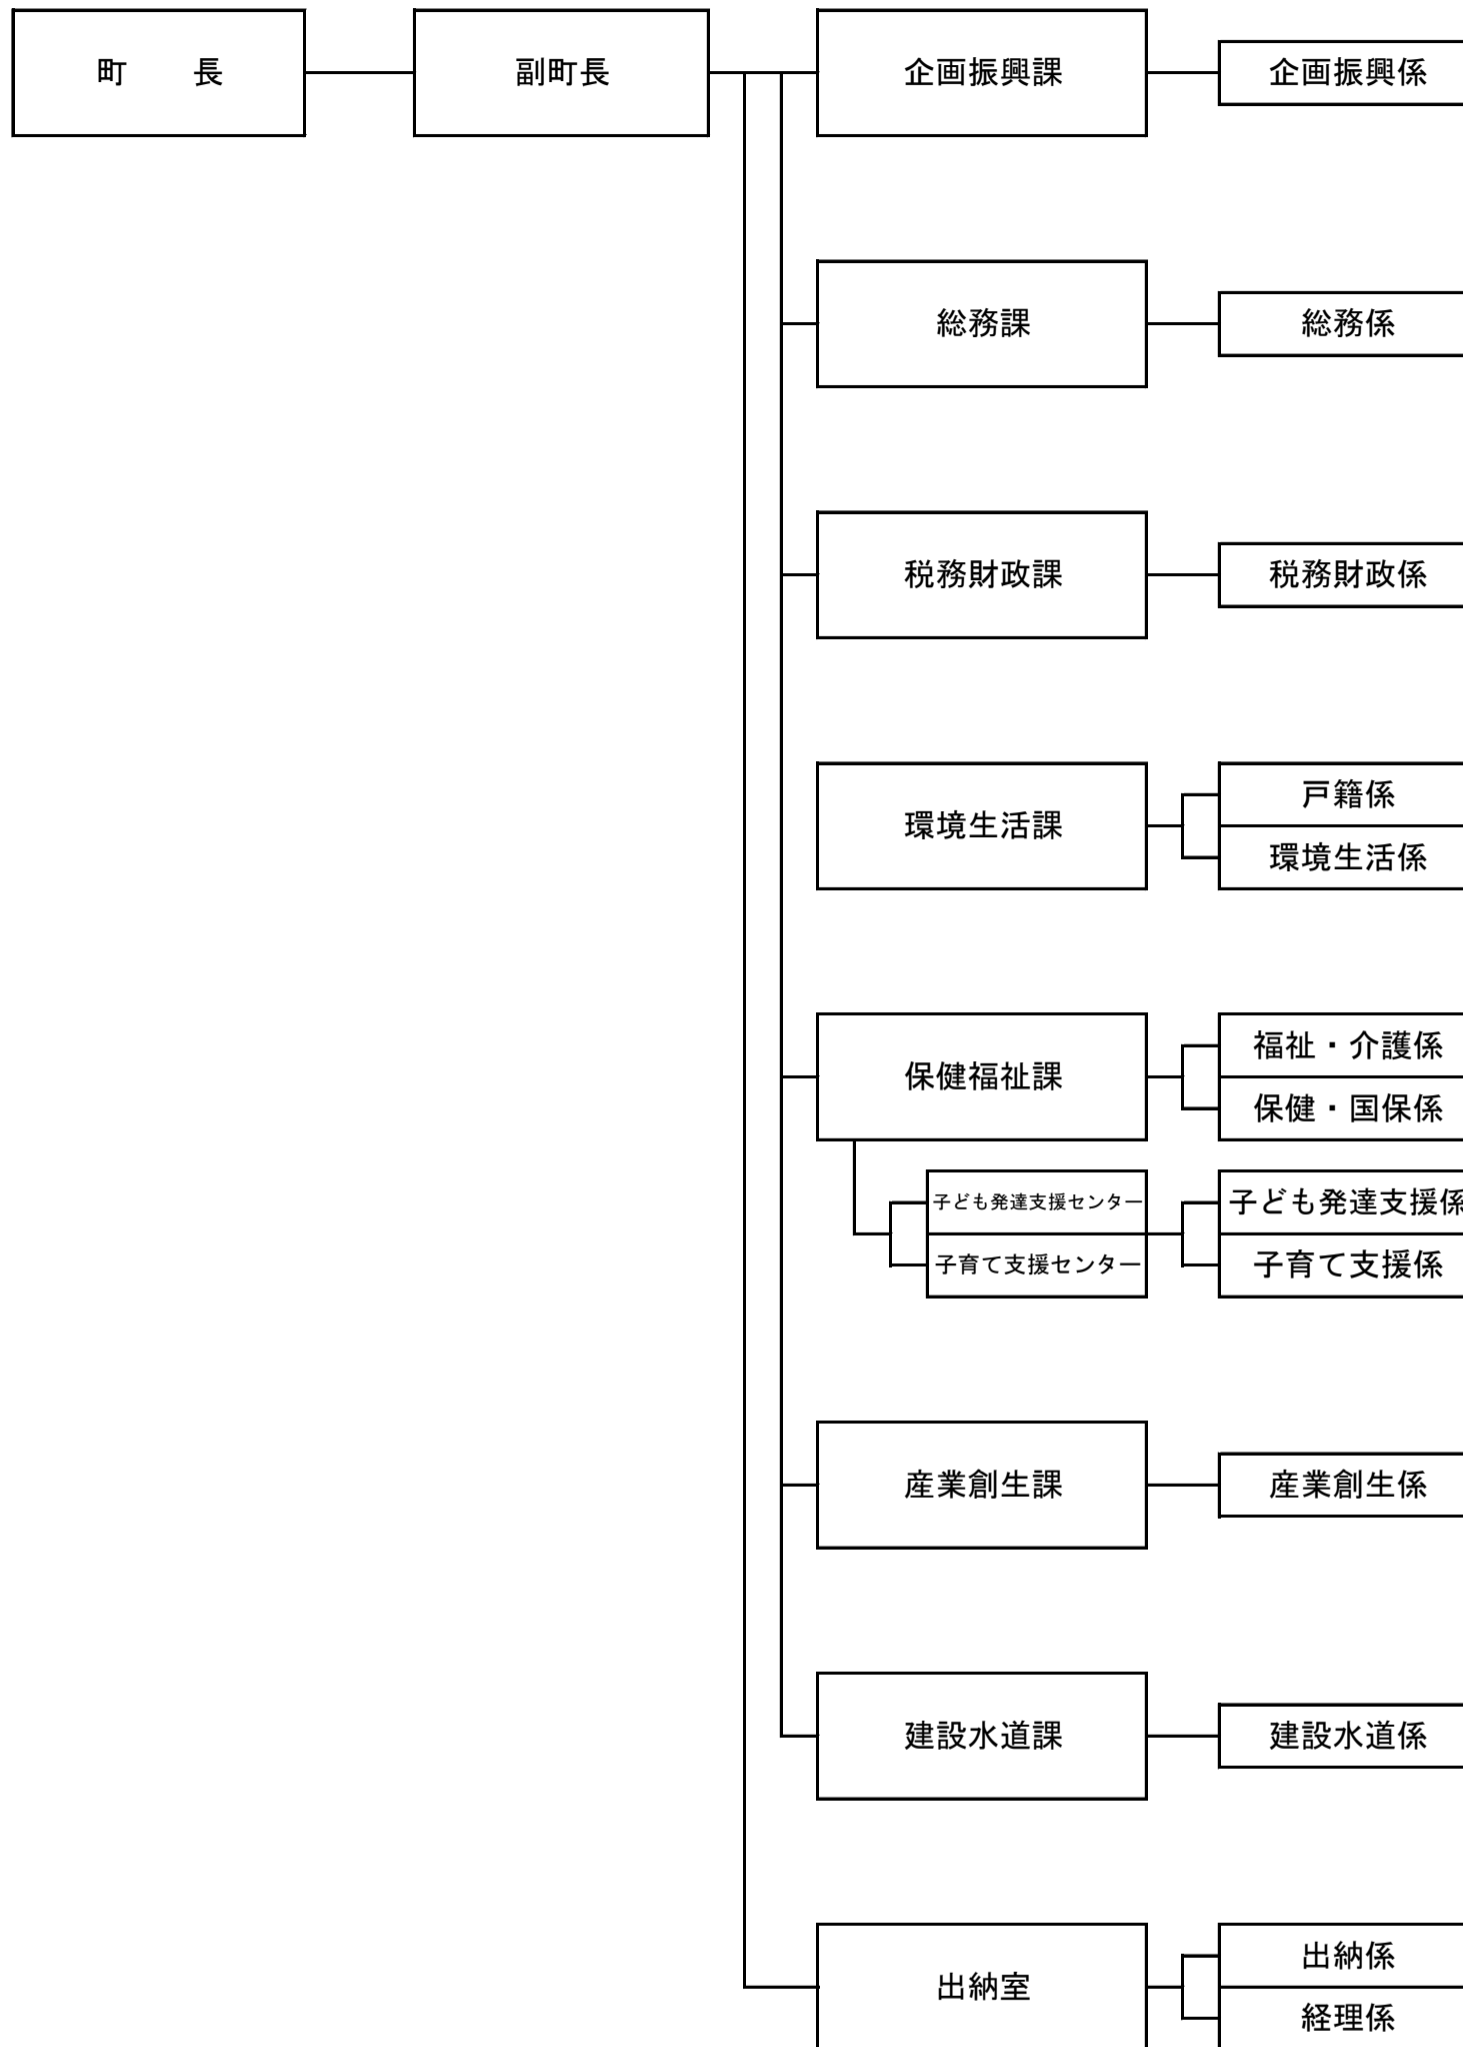 町　　長
副町長
企画振興課
企画振興係
総務課
総務係
税務財政課
税務財政係
環境生活課
戸籍係
環境生活係
保健福祉課
福祉・介護係
保健・国保係
子ども発達支援センター
子ども発達支援係
子育て支援センター
子育て支援係
産業創生課
産業創生係
建設水道課
建設水道係
出納室
出納係
経理係